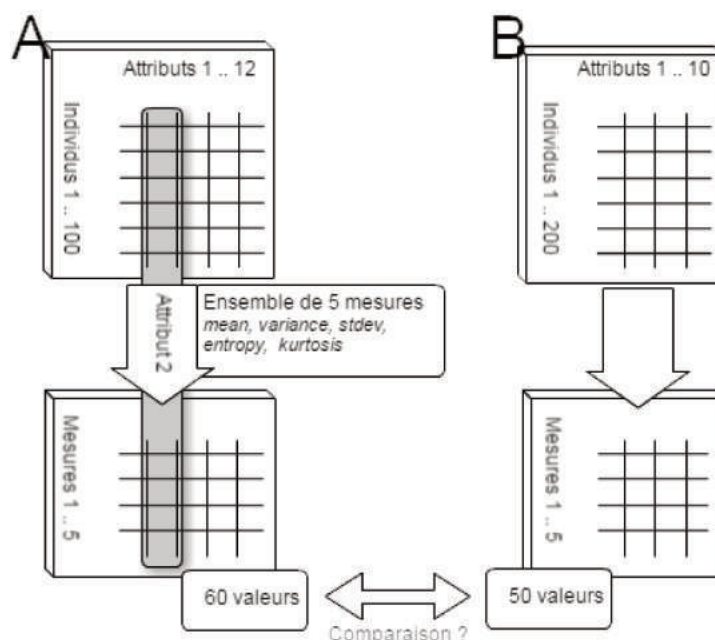 A
Attributs 1 .. 12
Individus 1 .. 100
Attribut 2
Ensemble de 5 mesures
mean, variance, stdev,
entropy, kurtosis
Mesures 1 .. 5
60 valeurs
B
Attributs 1 .. 10
Individus 1 .. 200
Mesures 1 .. 5
50 valeurs
Comparaison ?